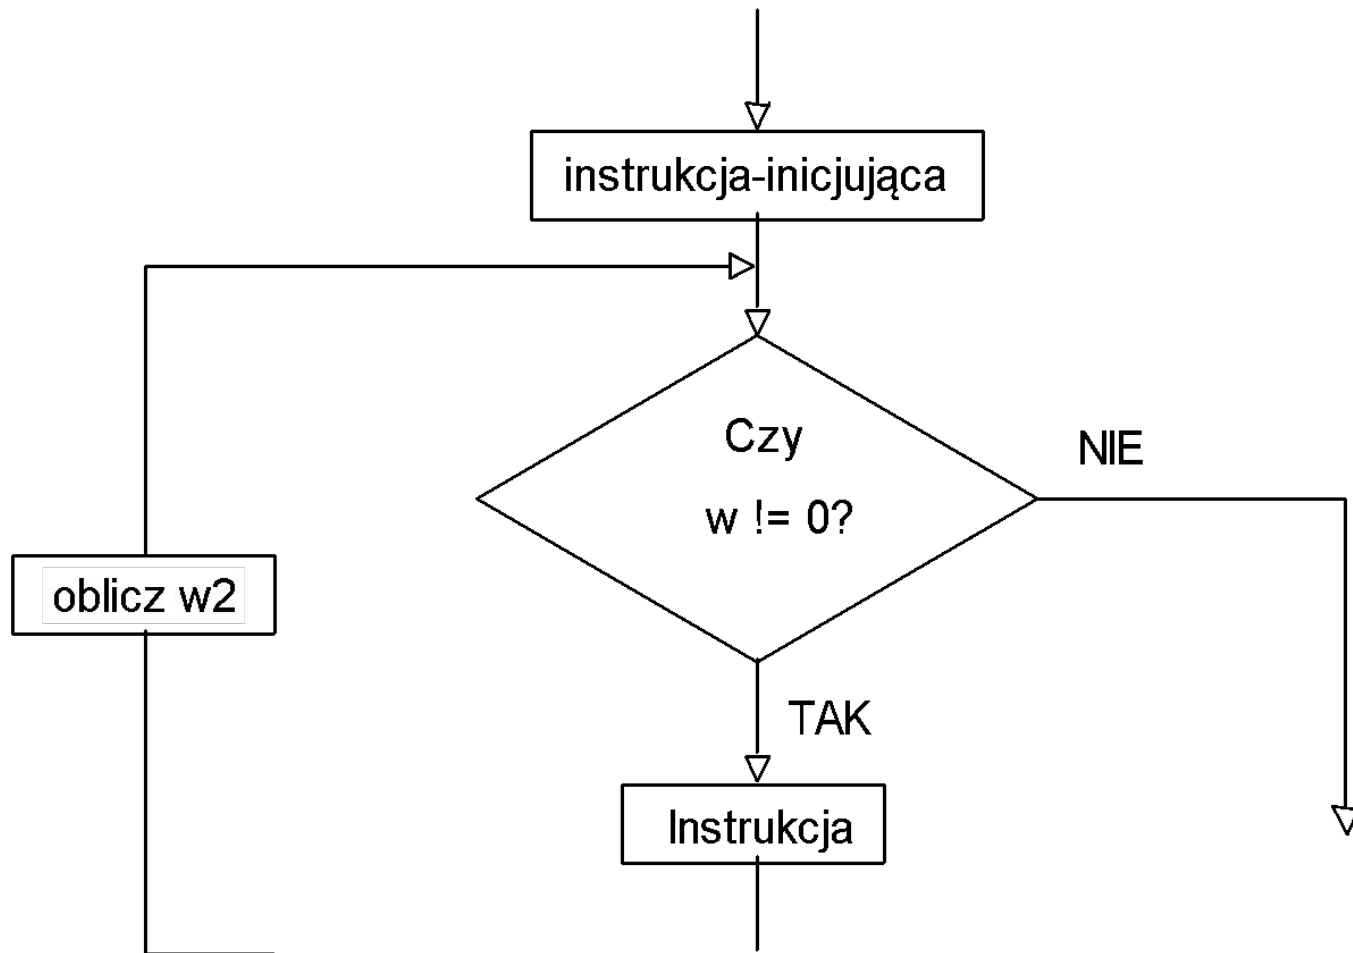 instrukcja-inicjująca
Czy
w != 0?
NIE
oblicz w2
TAK
Instrukcja